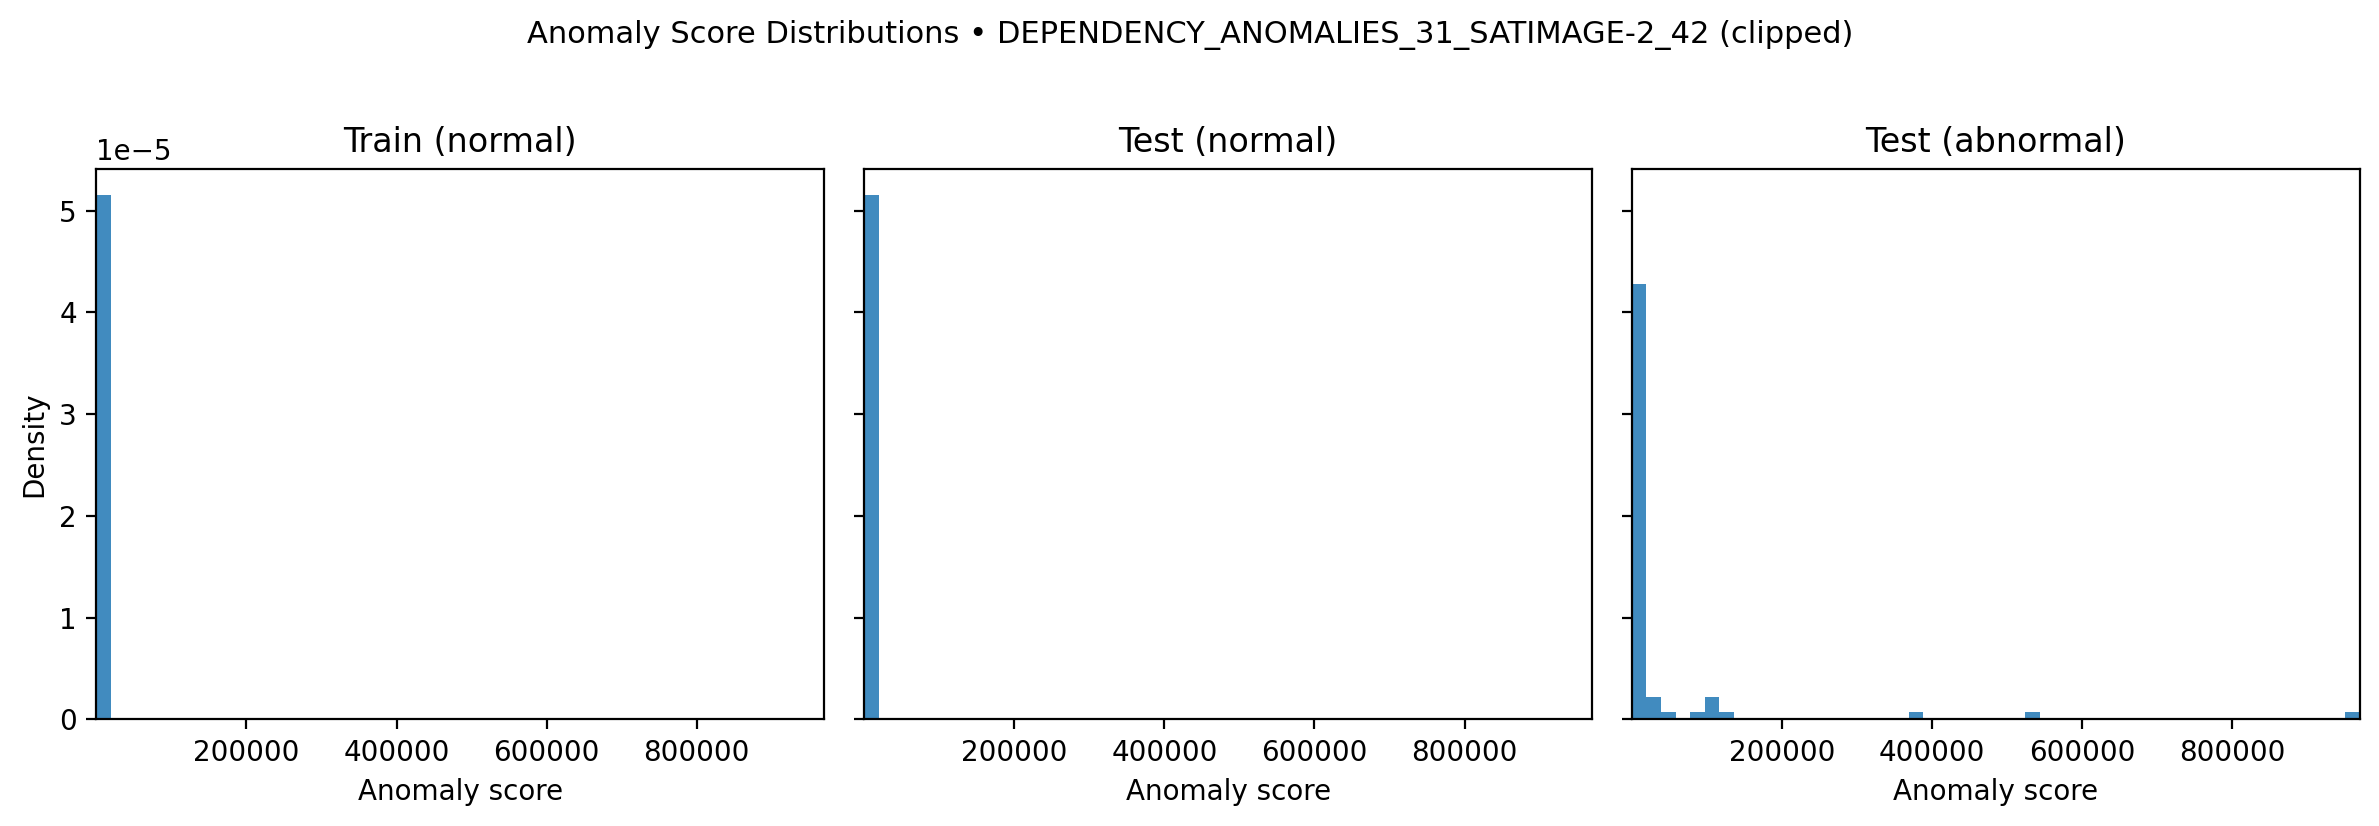 Anomaly Score Distributions • DEPENDENCY_ANOMALIES_31_SATIMAGE-2_42 (clipped)
Train (normal)
Test (normal)
Test (abnormal)
1e−5
5
4
3
2
1
0
Density
200000 400000 600000 800000
200000 400000 600000 800000
200000 400000 600000 800000
Anomaly score
Anomaly score
Anomaly score